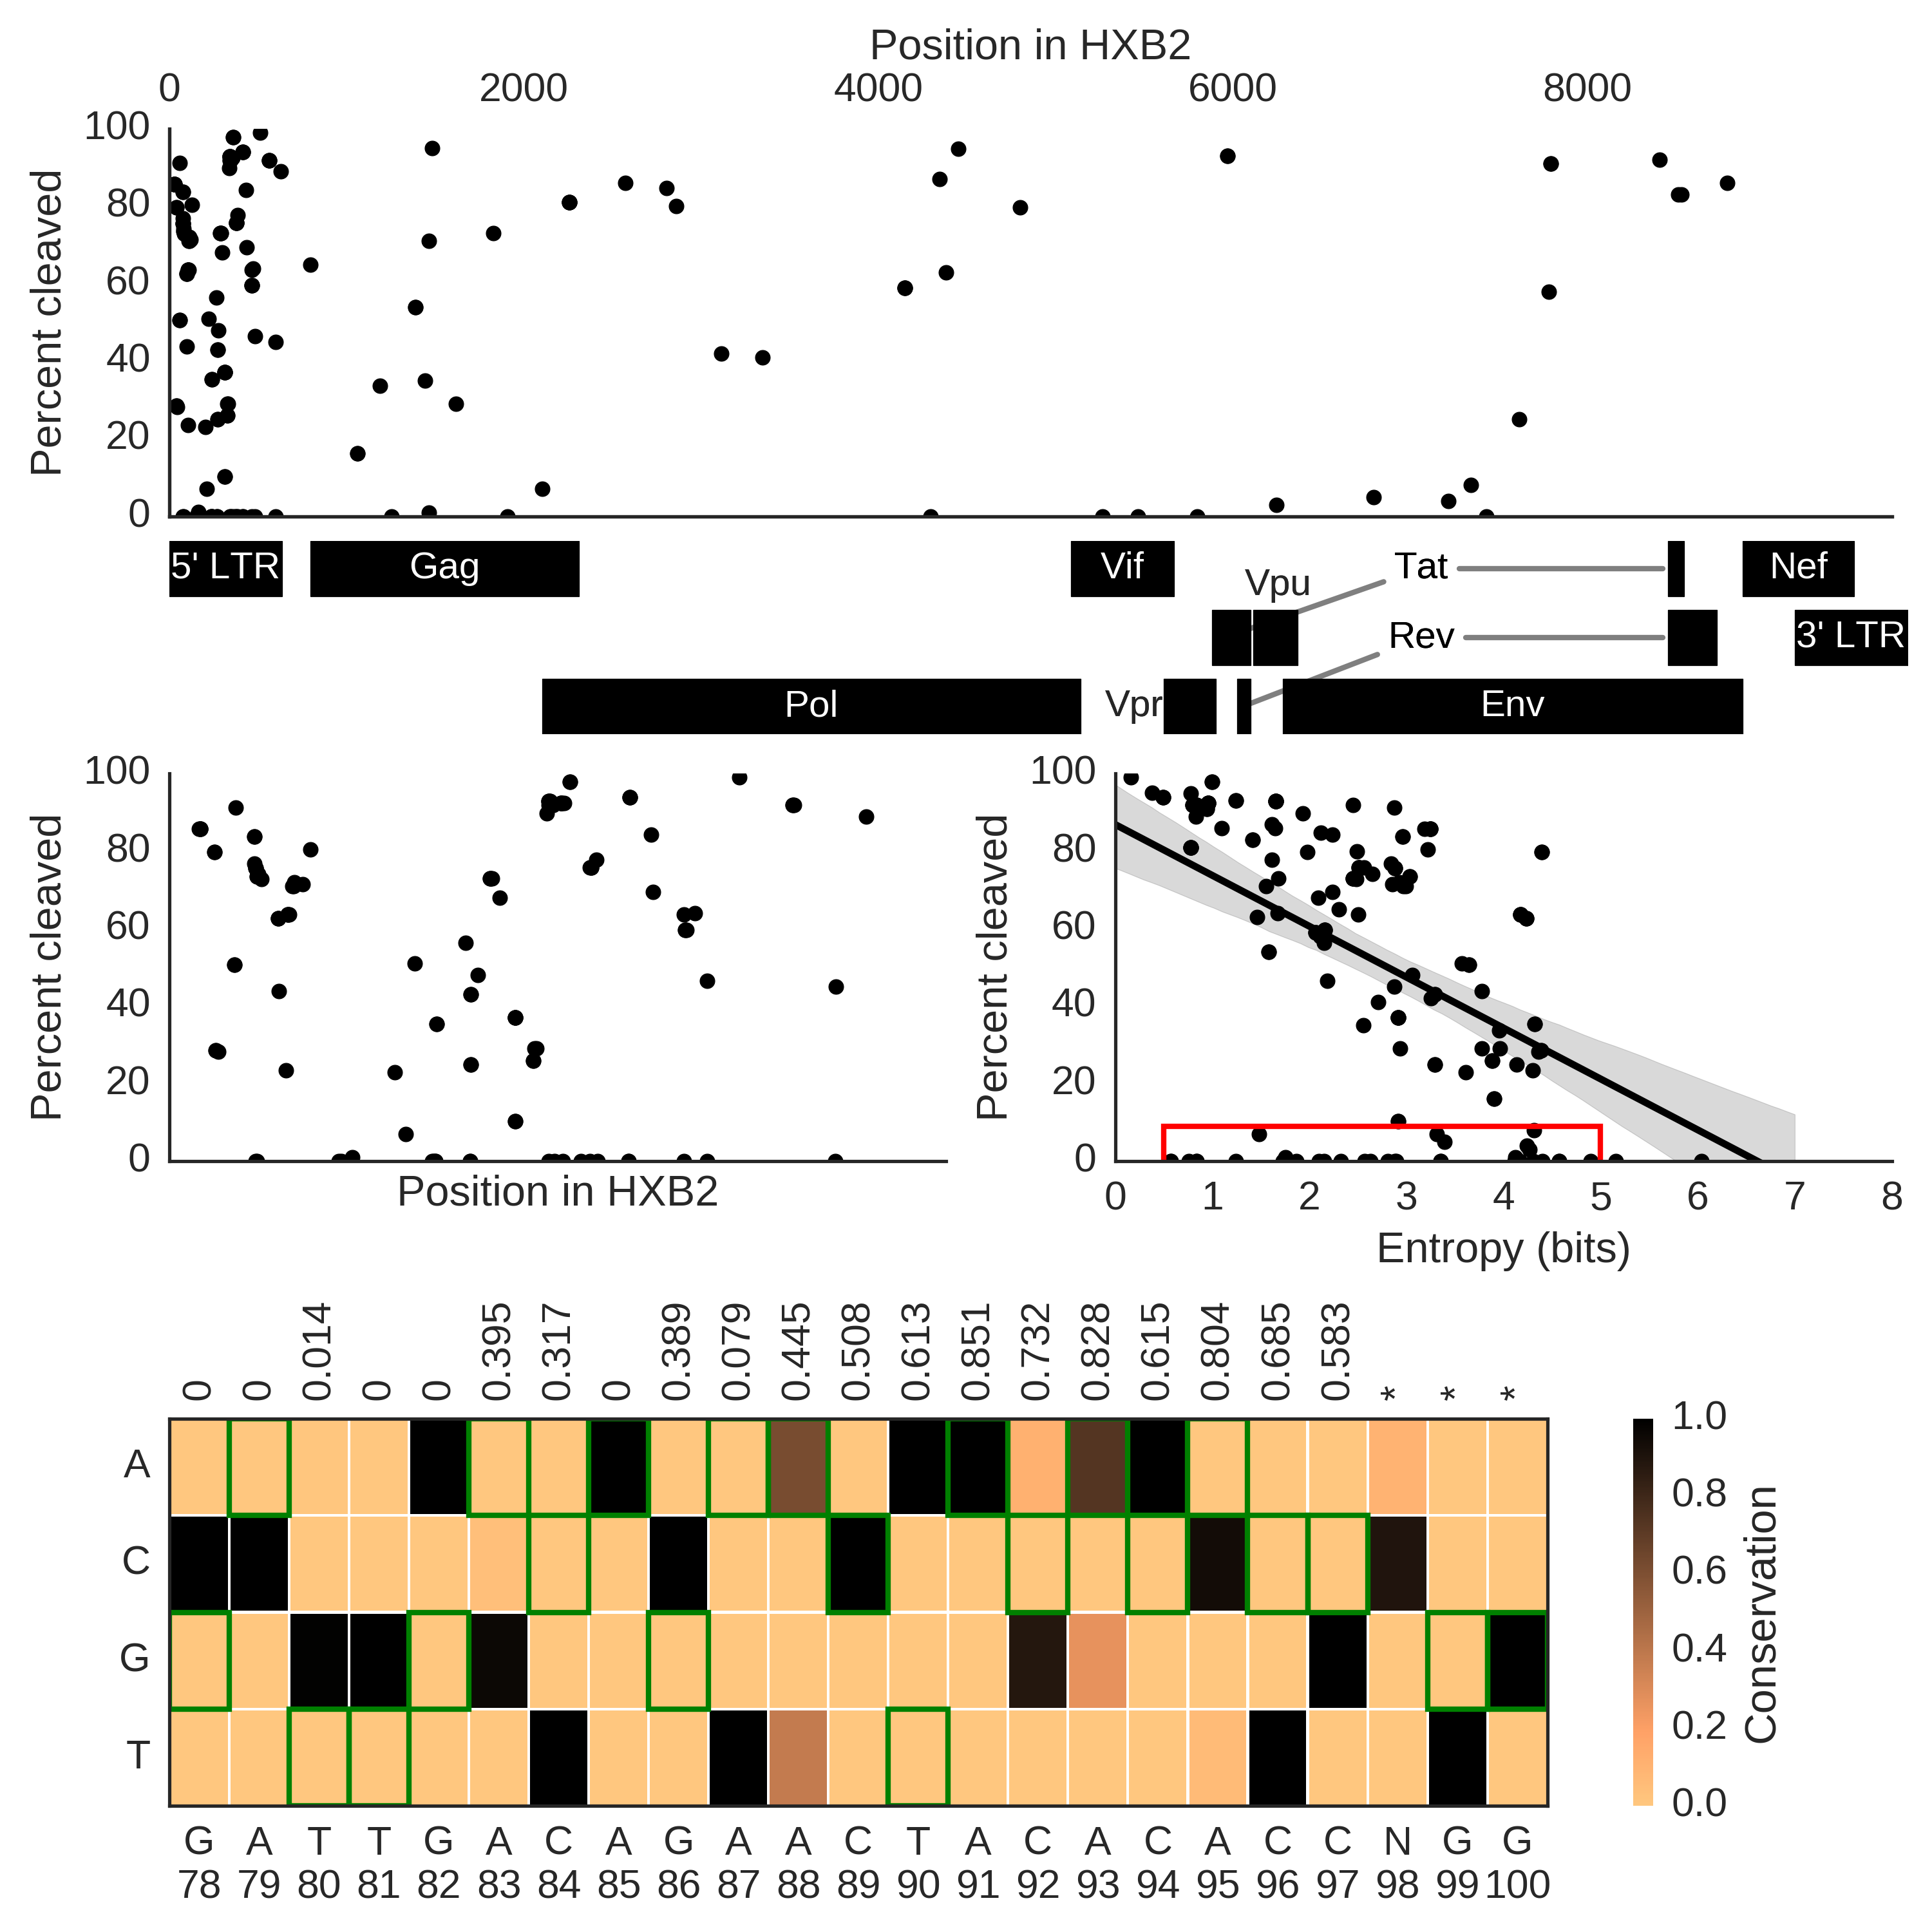 Position in HXB2
0 2000 4000 6000 8000
100
80
60
40
20
0
Percent cleaved
5' LTR Gag Vif Tat Nef
Vpu
Rev 3' LTR
Pol Vpr Env
100
80
60
40
20
0
Percent cleaved
Position in HXB2
100
80
60
40
20
0
Percent cleaved
0 1 2 3 4 5 6 7 8
Entropy (bits)
0 0 0.014 0 0 0.395 0.317 0 0.389 0.079 0.445 0.508 0.613 0.851 0.732 0.828 0.615 0.804 0.685 0.583 * * *
A
C
G
T
G A T T G A C A G A A C T A C A C A C C N G G
78 79 80 81 82 83 84 85 86 87 88 89 90 91 92 93 94 95 96 97 98 99 100
1.0
0.8
0.6
0.4
0.2
0.0
Conservation